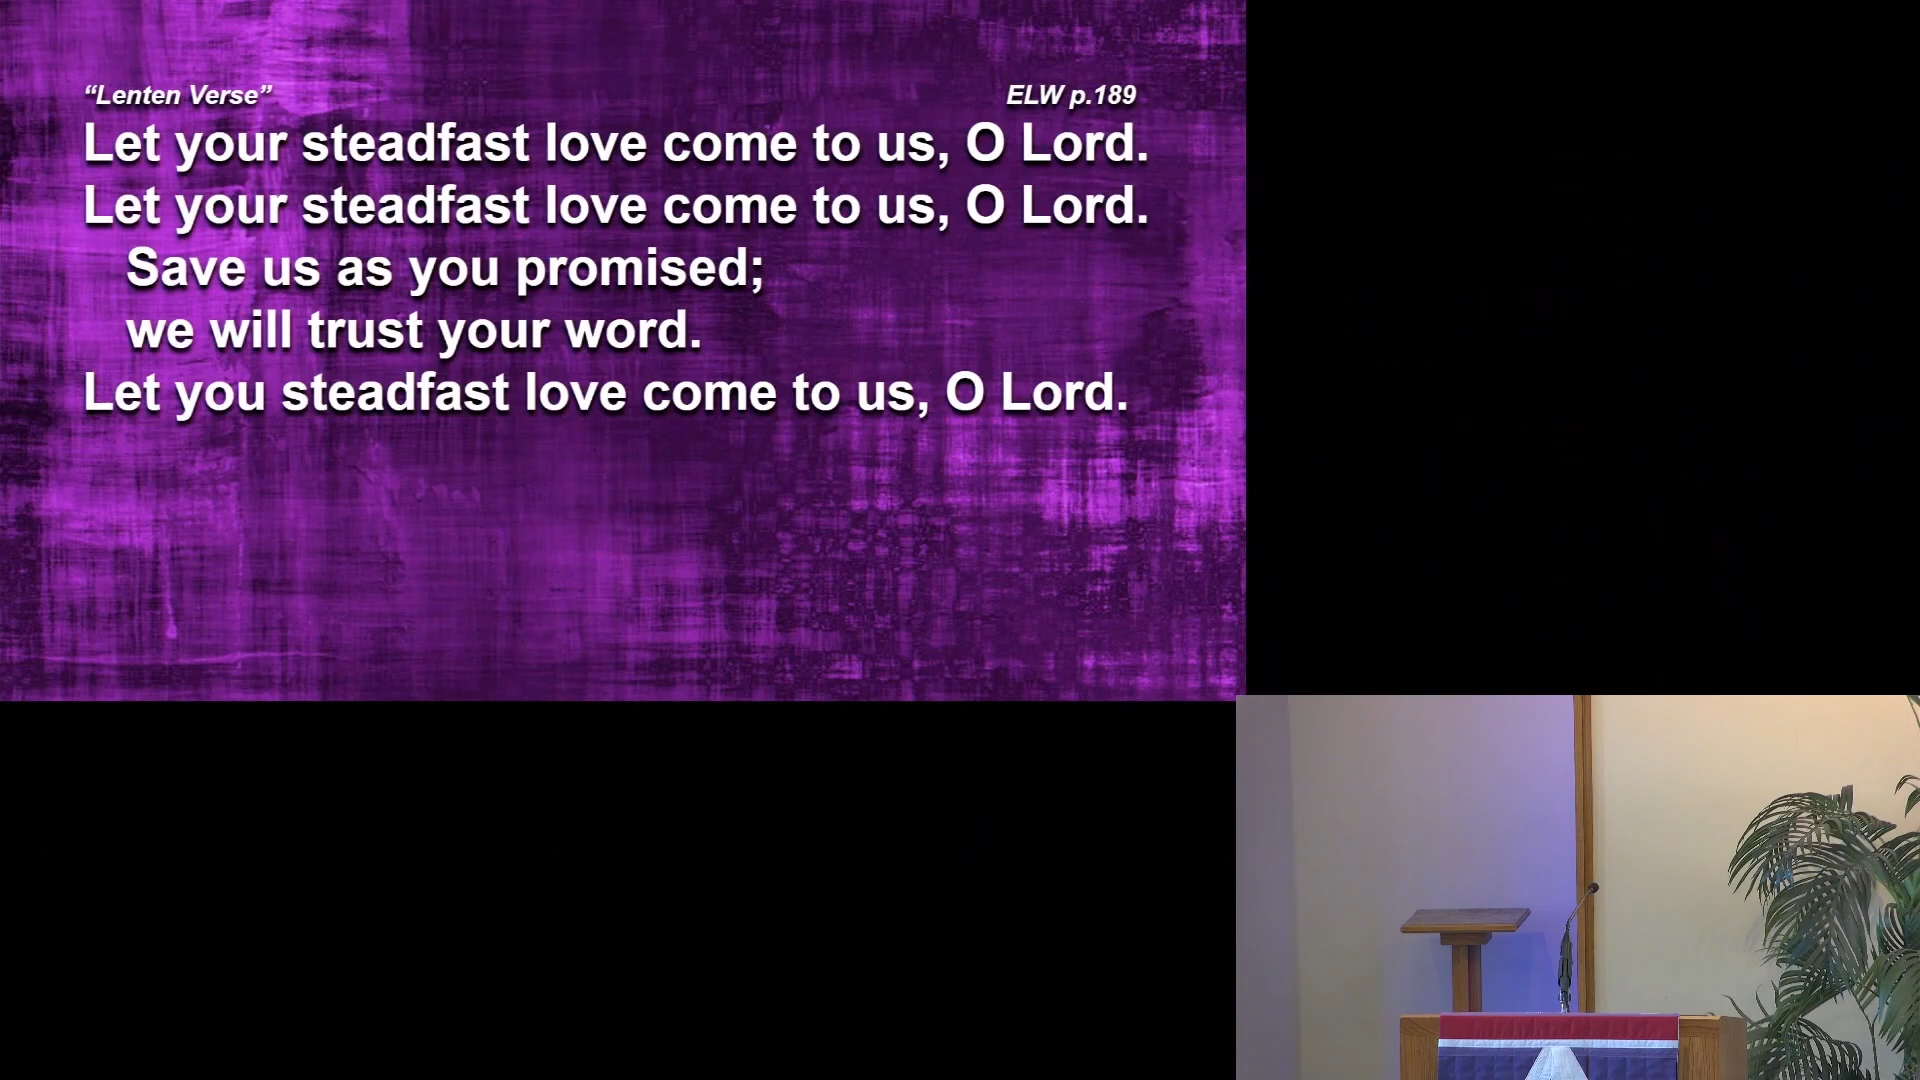 “Lenten Verse” ELW p.189
Let your steadfast love come to us, O Lord.
Let your steadfast love come to us, O Lord.
Save us as you promised;
we will trust your word.
Let you steadfast love come to us, O Lord.